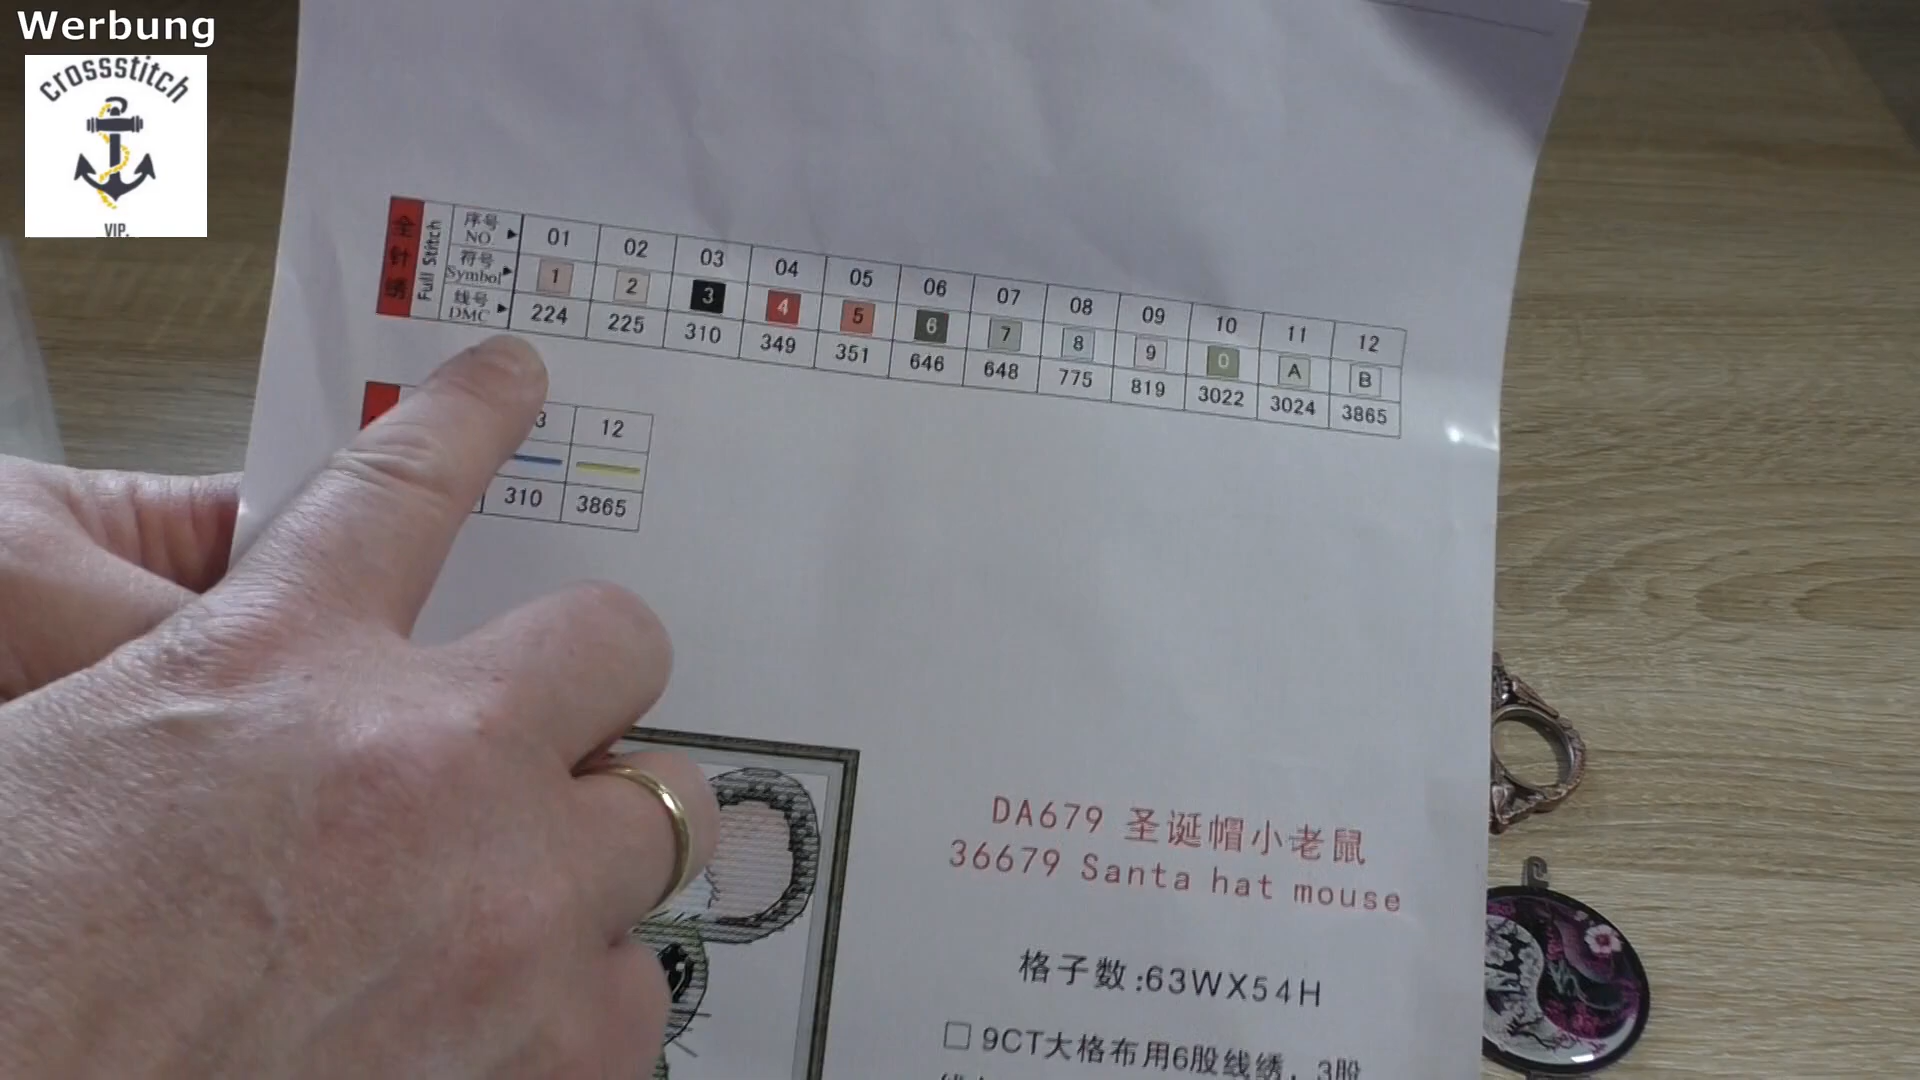 Werbung
crossstitch
VIP.
全针绣
Full Stitch
序号 NO. 01 02 03 04 05 06 07 08 09 10 11 12
符号 Symbol 1 2 3 4 5 6 7 8 9 0 A B
线号 DMC 224 225 310 349 351 646 648 775 819 3022 3024 3865
3 12
310 3865
DA679 圣诞帽小老鼠
36679 Santa hat mouse
格子数:63WX54H
9CT大格布用6股线绣，3股